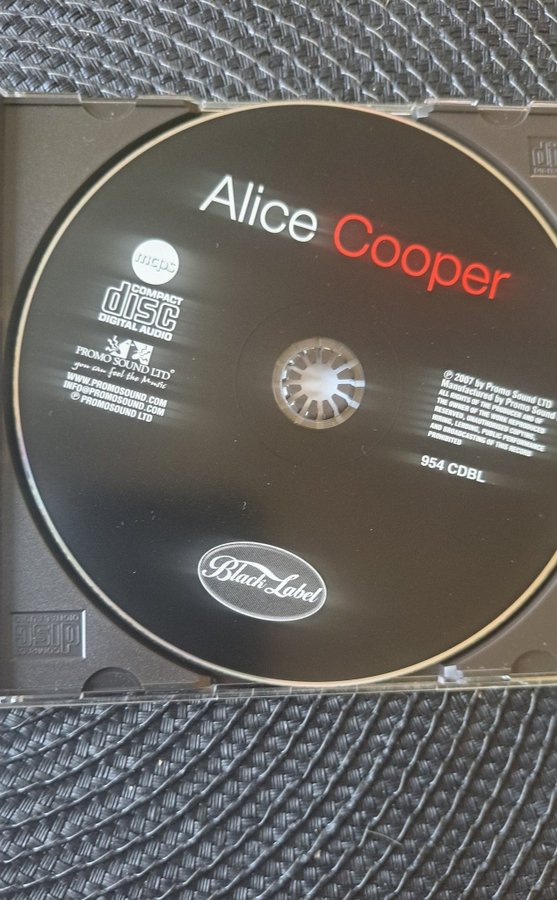 Alice Cooper
mcps
COMPACT
disc
DIGITAL AUDIO
PROMO SOUND LTD®
you can feel the Music
WWW.PROMOSOUND.COM
INFO@PROMOSOUND.COM
℗ PROMOSOUND LTD
℗ 2007 by Promo Sound LTD
Manufactured by Promo Sound
ALL RIGHTS OF THE PRODUCER AND OF
THE OWNER OF THE WORK REPRODUCED
RESERVED, UNAUTHORISED COPYING,
LENDING, PUBLIC PERFORMANCE
AND BROADCASTING OF THIS RECORD
PROHIBITED
954 CDBL
Black Label
disc